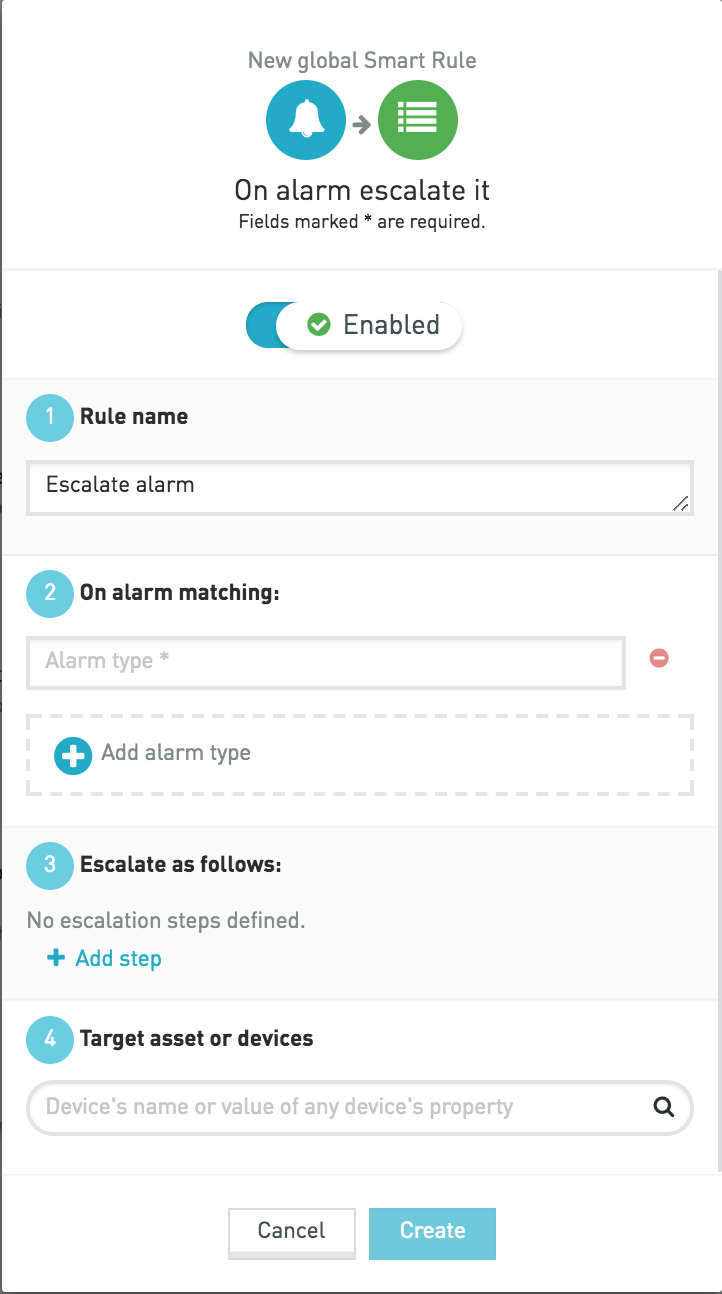 New global Smart Rule
On alarm escalate it
Fields marked * are required.
Enabled
1 Rule name
Escalate alarm
2 On alarm matching:
Alarm type *
Add alarm type
3 Escalate as follows:
No escalation steps defined.
Add step
4 Target asset or devices
Device's name or value of any device's property
Cancel Create